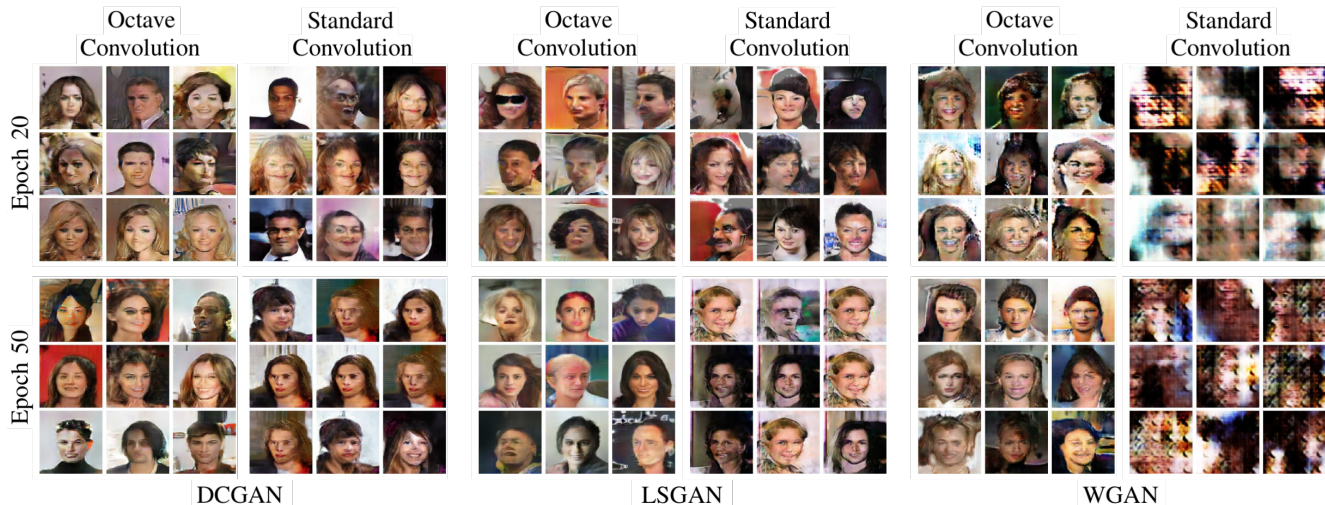 Octave
Convolution
Standard
Convolution
Octave
Convolution
Standard
Convolution
Octave
Convolution
Standard
Convolution
Epoch 20
Epoch 50
DCGAN
LSGAN
WGAN